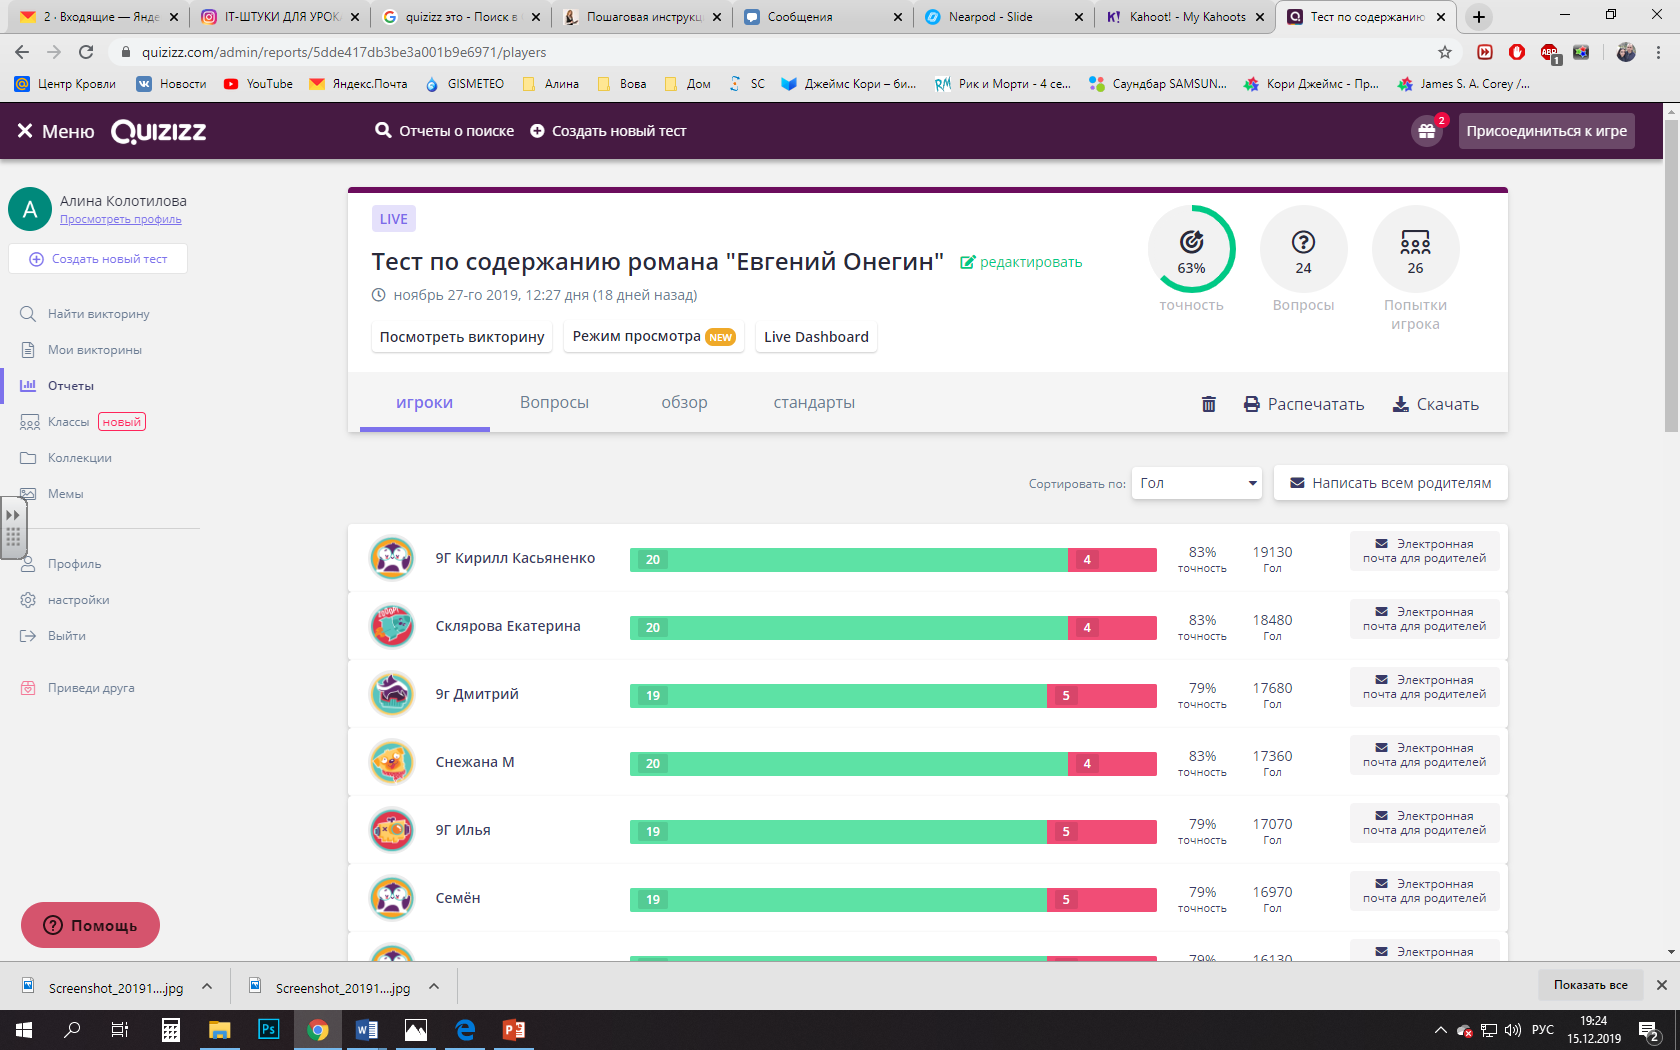 2 · Входящие — Янде
IT-ШТУКИ ДЛЯ УРОК
quizizz это - Поиск в
Пошаговая инструкц
Сообщения
Nearpod - Slide
K! Kahoot! - My Kahoots
Тест по содержанию
quizizz.com/admin/reports/5dde417db3be3a001b9e6971/players
ABP 1
Центр Кровли
Новости
YouTube
Яндекс.Почта
GISMETEO
Алина
Вова
Дом
SC
Джеймс Кори – би...
RM Рик и Морти - 4 се...
Саундбар SAMSUN...
Кори Джеймс - Пр...
James S. A. Corey /...
Меню Quizizz
Отчеты о поиске
Создать новый тест
2
Присоединиться к игре
А
Алина Колотилова
Просмотреть профиль
Создать новый тест
Найти викторину
Мои викторины
Отчеты
Классы новый
Коллекции
Мемы
Профиль
настройки
Выйти
Приведи друга
Помощь
LIVE
Тест по содержанию романа "Евгений Онегин" редактировать
ноябрь 27-го 2019, 12:27 дня (18 дней назад)
Посмотреть викторину
Режим просмотра NEW
Live Dashboard
63%
точность
24
Вопросы
26
Попытки
игрока
игроки
Вопросы
обзор
стандарты
Распечатать
Скачать
Сортировать по: Гол
Написать всем родителям
9Г Кирилл Касьяненко 20 4 83% 19130
точность Гол
Электронная
почта для родителей
Склярова Екатерина 20 4 83% 18480
точность Гол
Электронная
почта для родителей
9г Дмитрий 19 5 79% 17680
точность Гол
Электронная
почта для родителей
Снежана М 20 4 83% 17360
точность Гол
Электронная
почта для родителей
9Г Илья 19 5 79% 17070
точность Гол
Электронная
почта для родителей
Семён 19 5 79% 16970
точность Гол
Электронная
почта для родителей
79% 16130
Электронная
Screenshot_20191....jpg
Screenshot_20191....jpg
Показать все
Ps
РУС
19:24
15.12.2019
2